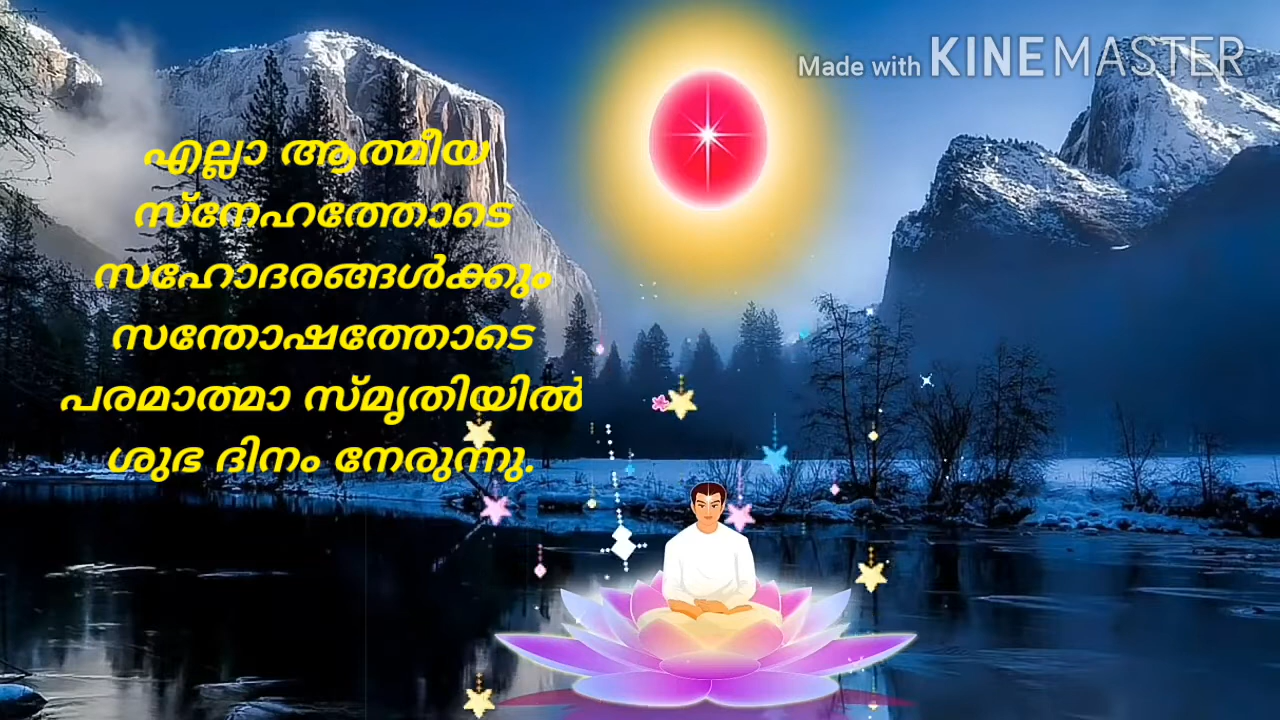 Made with KINEMASTER
എല്ലാ ആത്മീയ
സ്നേഹത്തോടെ
സഹോദരങ്ങൾക്കും
സന്തോഷത്തോടെ
പരമാത്മാ സ്മൃതിയിൽ
ശുഭ ദിനം നേരുന്നു.